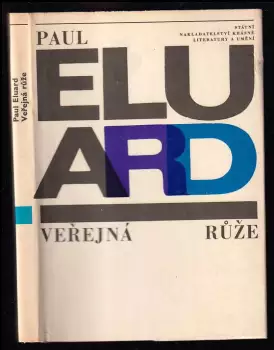 PAUL
STÁTNÍ
NAKLADATELSTVÍ KRÁSNÉ
LITERATURY A UMĚNÍ
ELU
ARD
VEŘEJNÁ RŮŽE
Paul Eluard
Veřejná růže